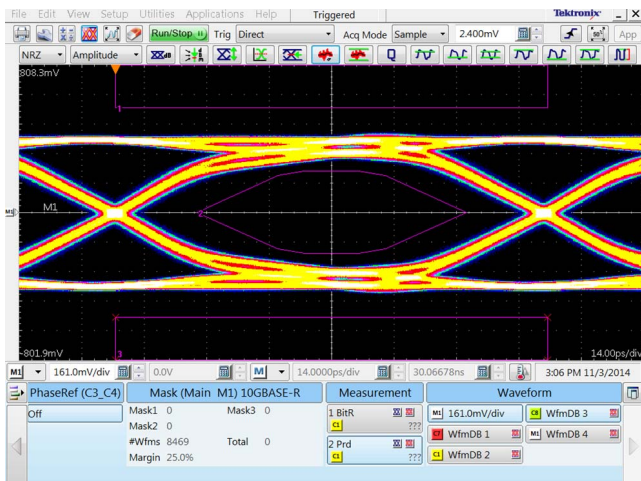 File Edit View Setup Utilities Applications Help Triggered Tektronix
Run/Stop Trig Direct Acq Mode Sample 2.400mV 50% App
NRZ Amplitude
808.3mV
1
M1 M1
2
3
-801.9mV 14.00ps/div
M1 161.0mV/div 0.0V M 14.0000ps/div 30.06678ns 3:06 PM 11/3/2014
PhaseRef (C3_C4) Mask (Main M1) 10GBASE-R Measurement Waveform
Off Mask1 0 Mask3 0 1 BitR M1 161.0mV/div C8 WfmDB 3
Mask2 0 C1 ???
#Wfms 8469 Total 0 2 Prd C7 WfmDB 1 M1 WfmDB 4
Margin 25.0% C1 ??? C1 WfmDB 2